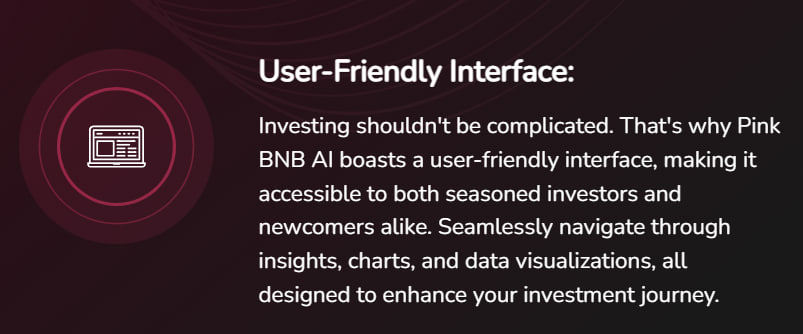 User-Friendly Interface:
Investing shouldn't be complicated. That's why Pink
BNB AI boasts a user-friendly interface, making it
accessible to both seasoned investors and
newcomers alike. Seamlessly navigate through
insights, charts, and data visualizations, all
designed to enhance your investment journey.